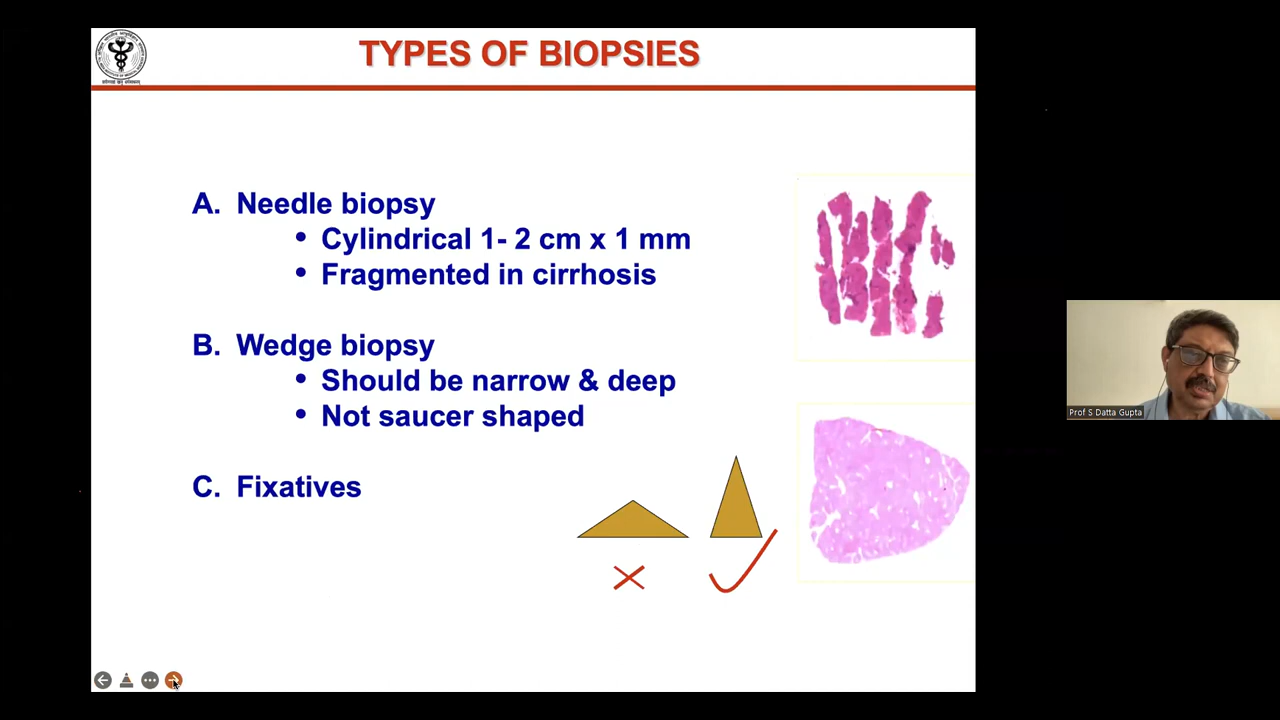 TYPES OF BIOPSIES
A. Needle biopsy
• Cylindrical 1- 2 cm x 1 mm
• Fragmented in cirrhosis
B. Wedge biopsy
• Should be narrow & deep
• Not saucer shaped
C. Fixatives
Prof S Datta Gupta